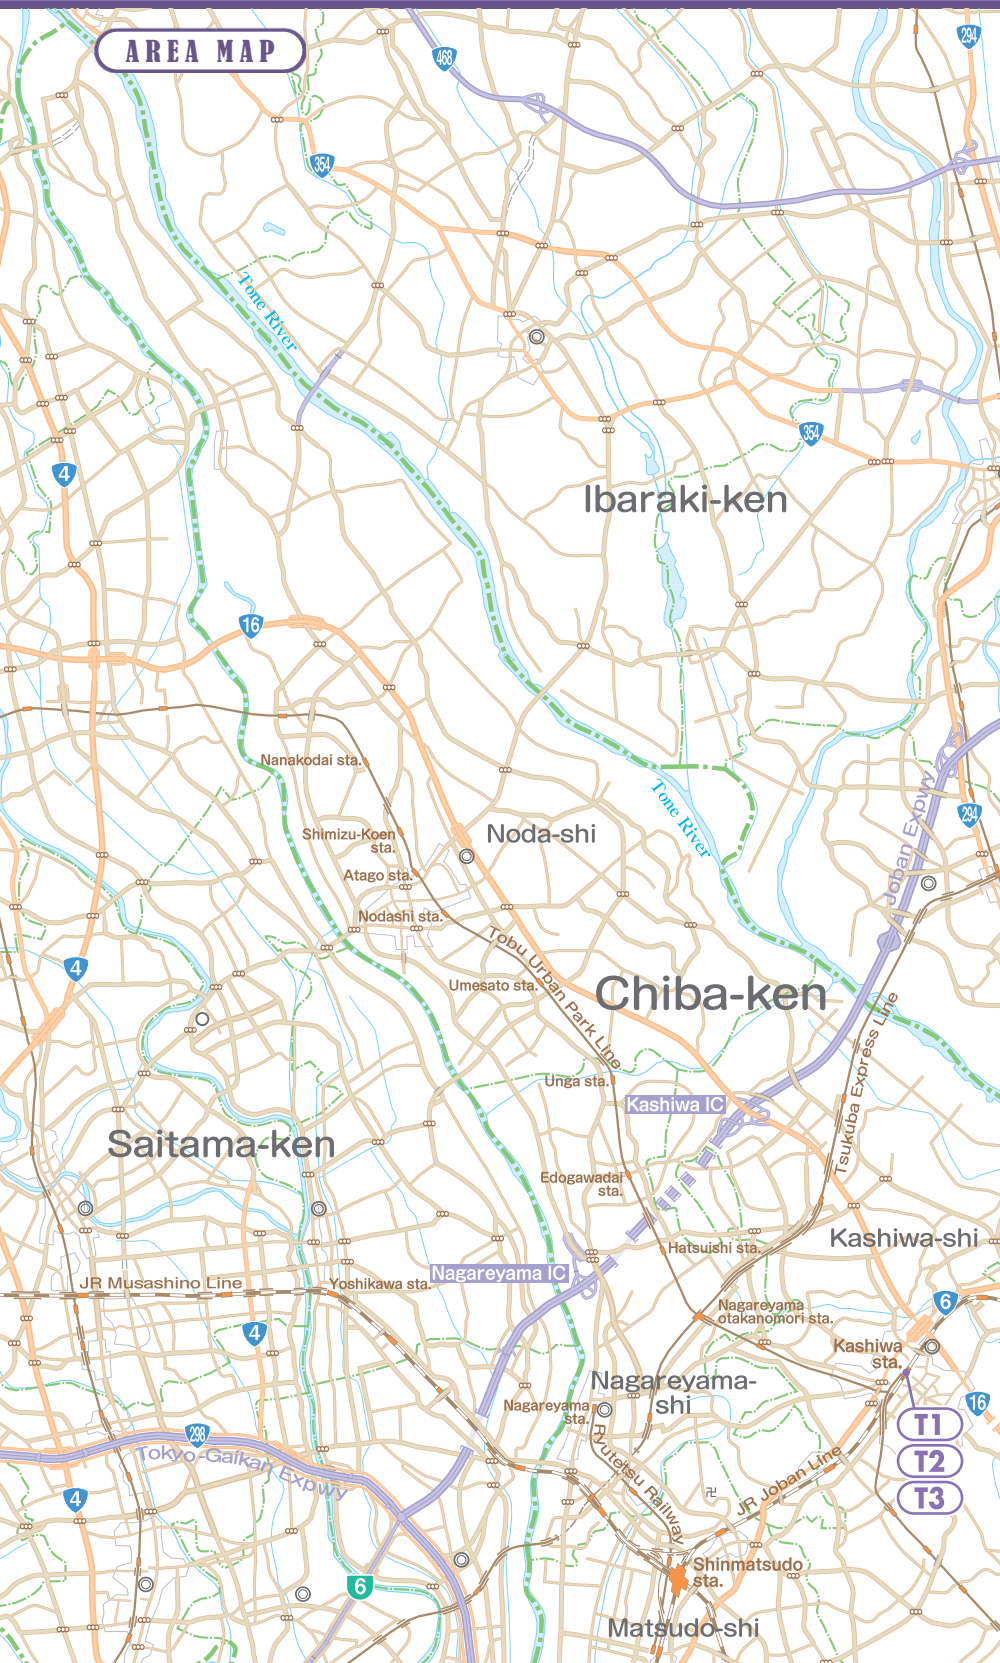 AREA MAP
468
294
354
Tone River
354
4
Ibaraki-ken
16
Nanakodai sta.
Tone River
Joban Expwy
294
Shimizu-Koen
sta.
Noda-shi
Atago sta.
Nodashi sta.
Tobu Urban Park Line
4
Umesato sta.
Chiba-ken
Tsukuba Express Line
Unga sta.
Kashiwa IC
Saitama-ken
Edogawadai
sta.
Kashiwa-shi
Hatsuishi sta.
Nagareyama IC
JR Musashino Line
Yoshikawa sta.
6
Nagareyama
otakanomori sta.
4
Kashiwa
sta.
Nagareyama-
shi
16
Nagareyama
sta.
T1
298
Tokyo-Gaikan Expwy
Ryutetsu Railway
T2
JR Joban Line
T3
4
卍
Shinmatsudo
sta.
6
Matsudo-shi